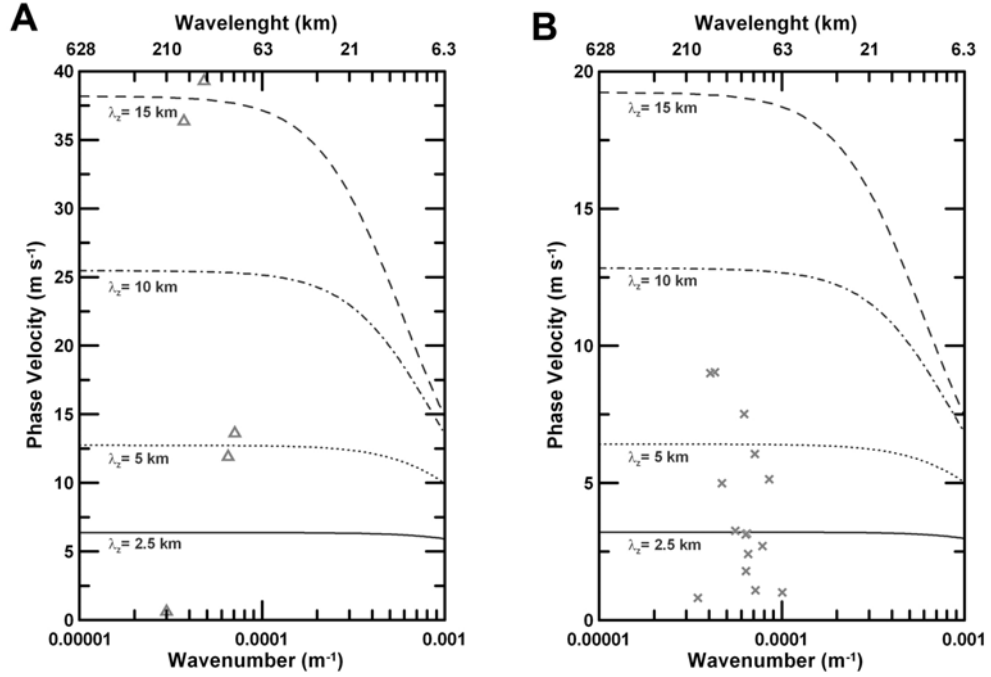 A
Wavelenght (km)
628 210 63 21 6.3
40
35
30
25
20
15
10
5
0
Phase Velocity (m s⁻¹)
λz= 15 km
λz= 10 km
λz= 5 km
λz= 2.5 km
0.00001 0.0001 0.001
Wavenumber (m⁻¹)
B
Wavelenght (km)
628 210 63 21 6.3
20
15
10
5
0
Phase Velocity (m s⁻¹)
λz= 15 km
λz= 10 km
λz= 5 km
λz= 2.5 km
0.00001 0.0001 0.001
Wavenumber (m⁻¹)